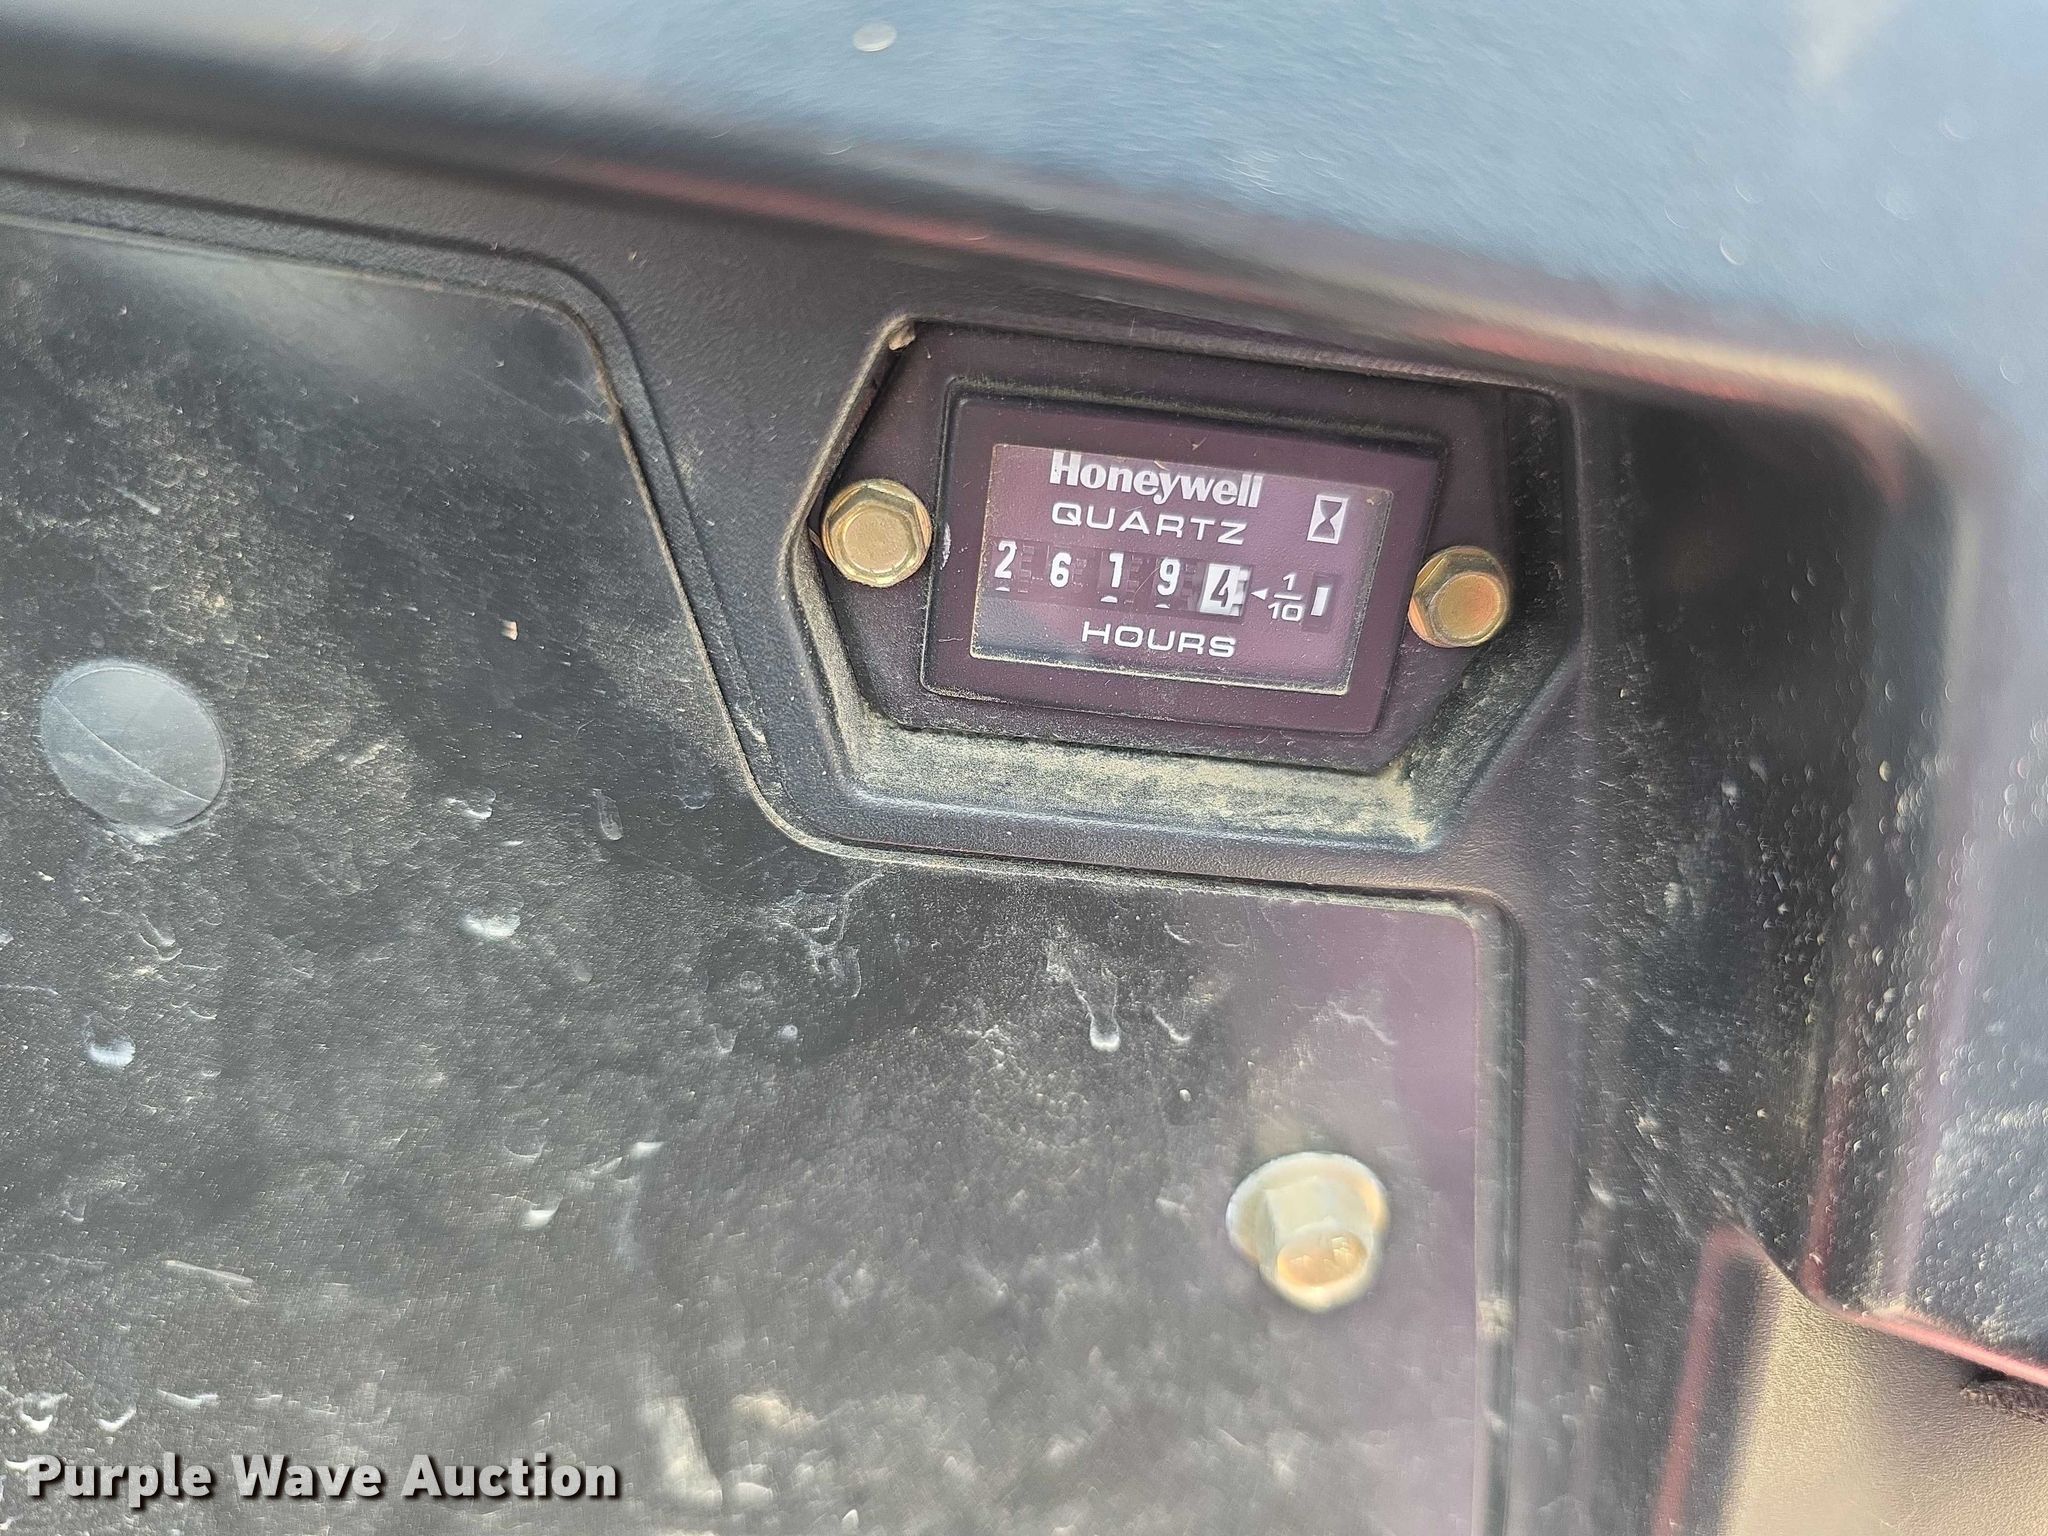 Honeywell
QUARTZ
2 6 1 9 4 1/10
HOURS
Purple Wave Auction